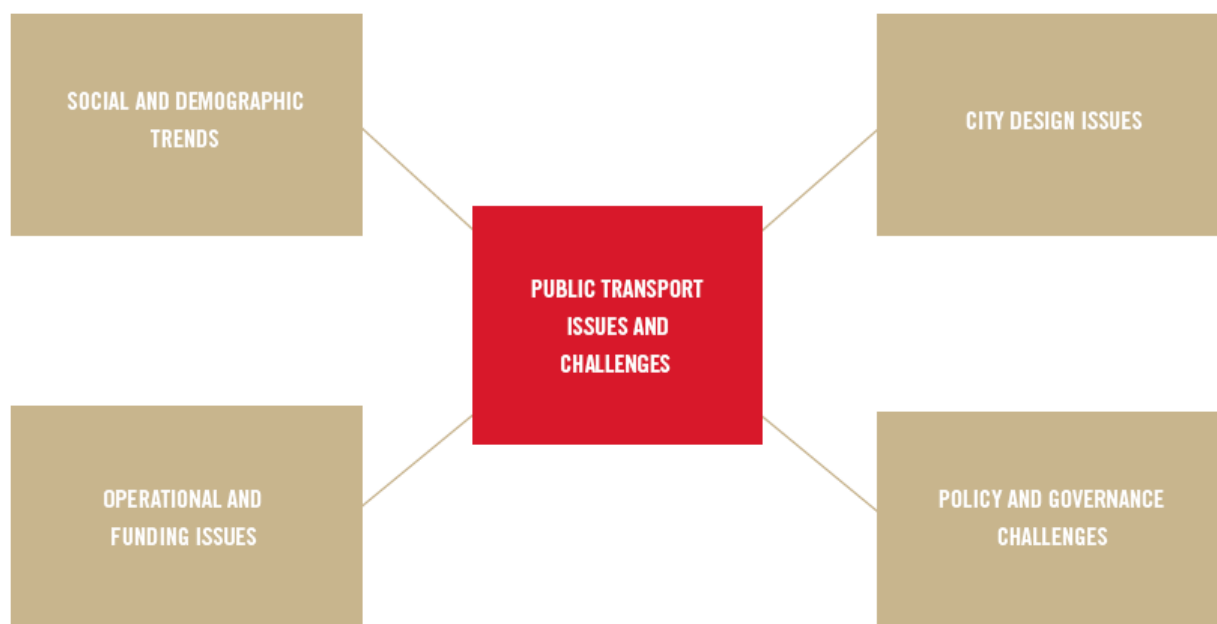 SOCIAL AND DEMOGRAPHIC
TRENDS
CITY DESIGN ISSUES
PUBLIC TRANSPORT
ISSUES AND
CHALLENGES
OPERATIONAL AND
FUNDING ISSUES
POLICY AND GOVERNANCE
CHALLENGES